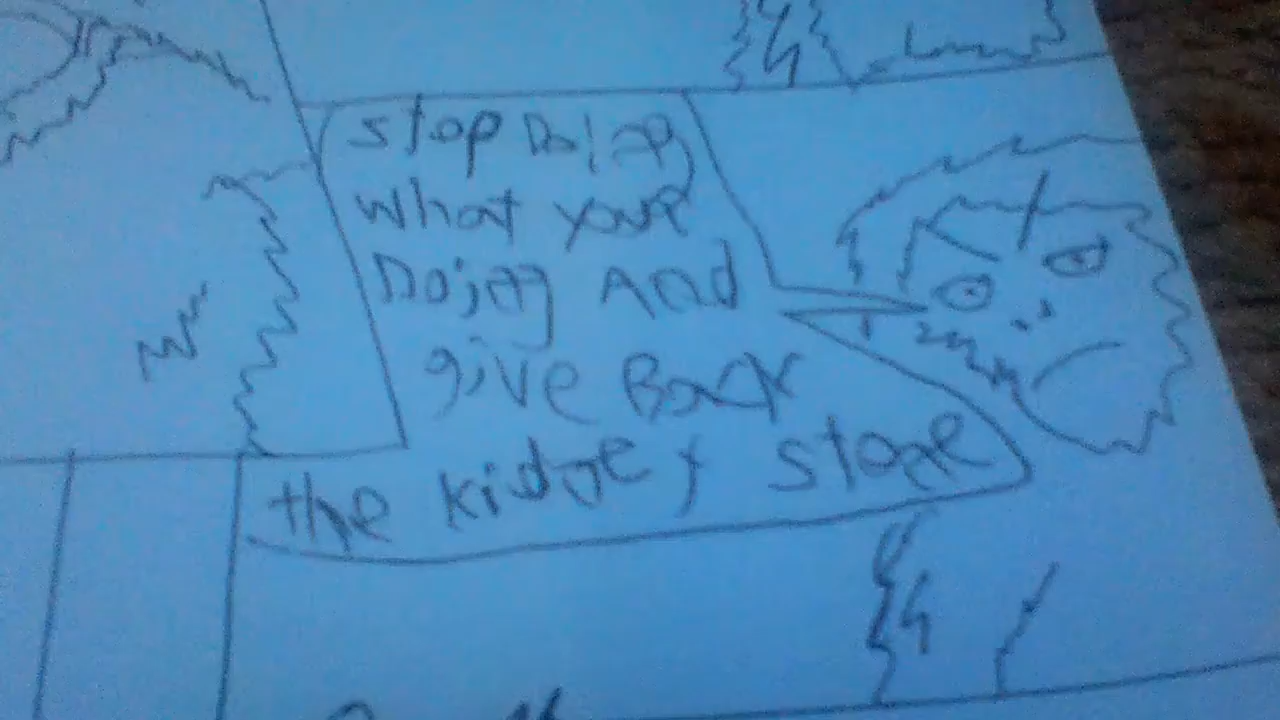 stop Doing
what your
Doing And
give Back
the kidney stone